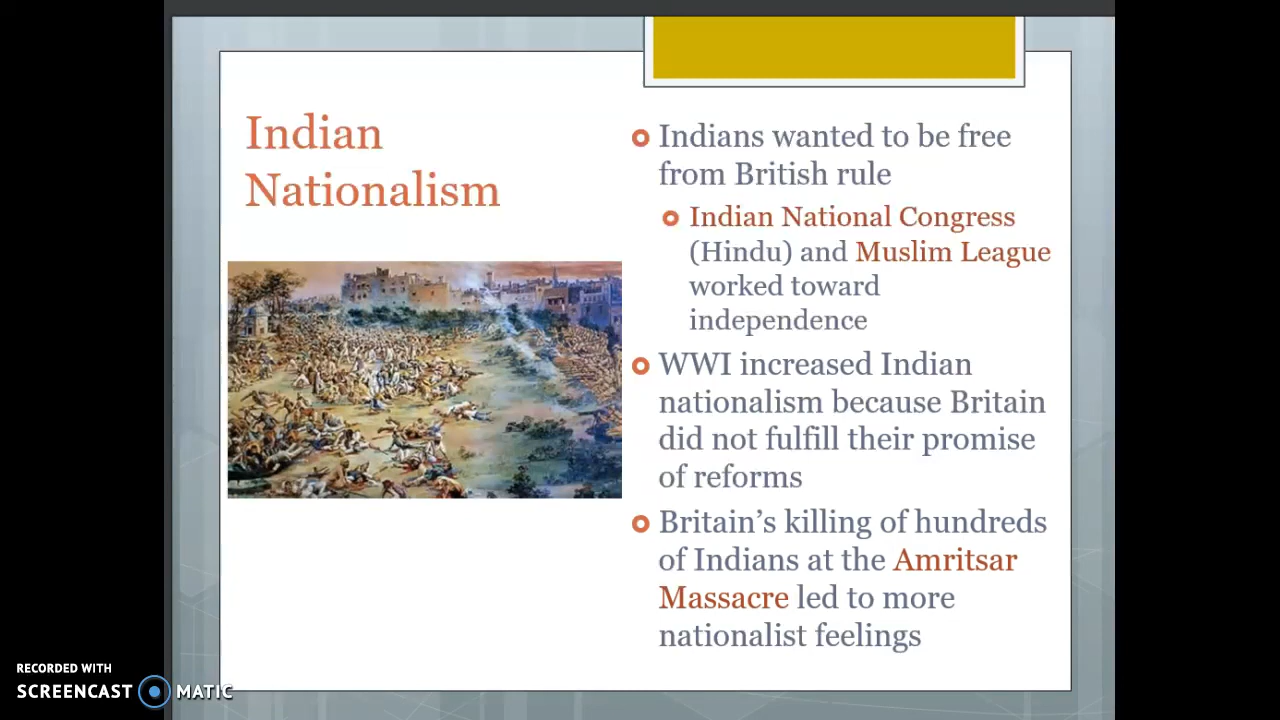 Indian
Nationalism
Indians wanted to be free
from British rule
Indian National Congress
(Hindu) and Muslim League
worked toward
independence
WWI increased Indian
nationalism because Britain
did not fulfill their promise
of reforms
Britain’s killing of hundreds
of Indians at the Amritsar
Massacre led to more
nationalist feelings
RECORDED WITH
SCREENCAST MATIC